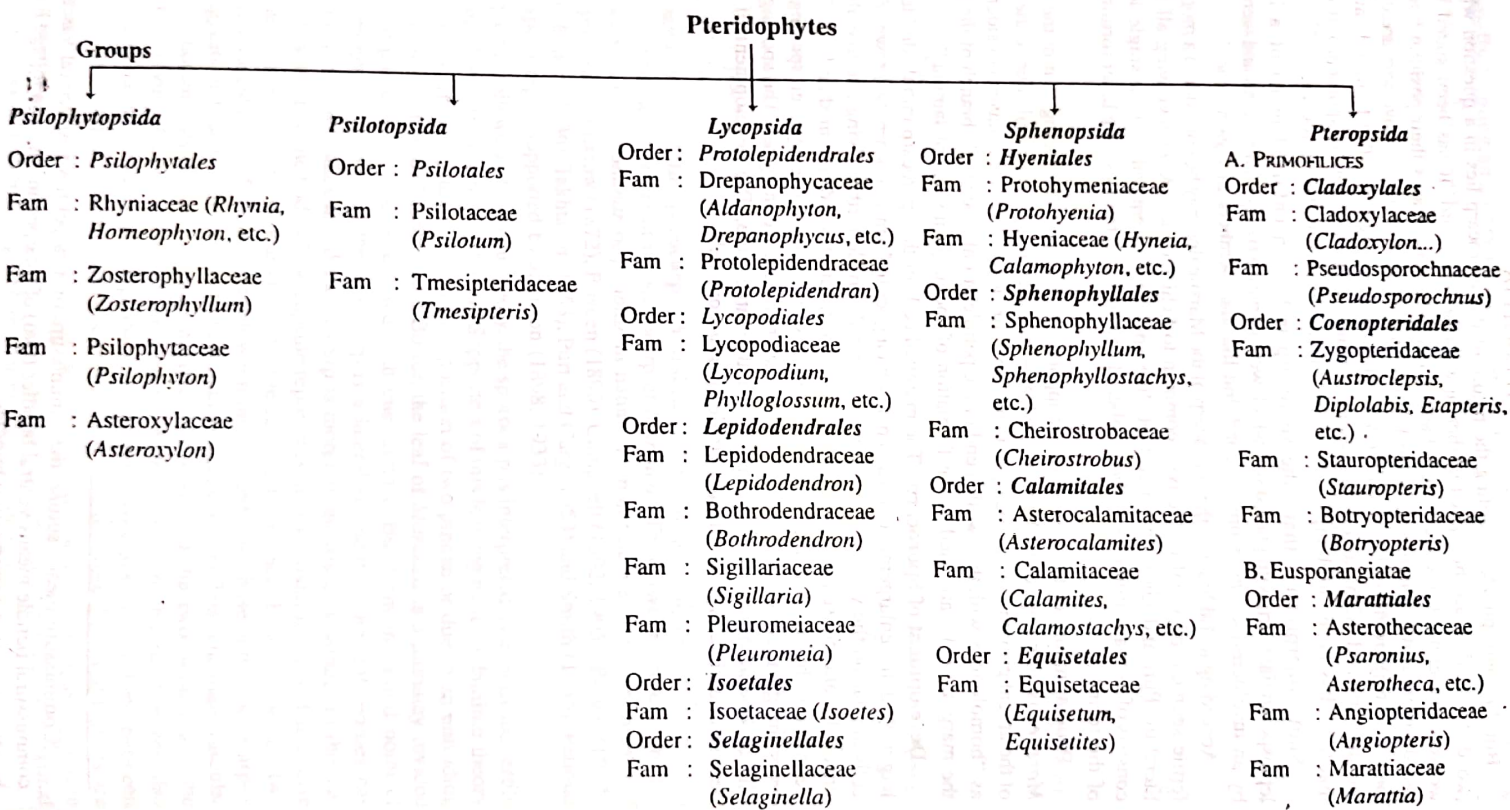 Pteridophytes
Groups
Psilophytopsida
Order : Psilophytales
Fam : Rhyniaceae (Rhynia,
Horneophyton, etc.)
Fam : Zosterophyllaceae
(Zosterophyllum)
Fam : Psilophytaceae
(Psilophyton)
Fam : Asteroxylaceae
(Asteroxylon)
Psilotopsida
Order : Psilotales
Fam : Psilotaceae
(Psilotum)
Fam : Tmesipteridaceae
(Tmesipteris)
Lycopsida
Order : Protolepidendrales
Fam : Drepanophycaceae
(Aldanophyton,
Drepanophycus, etc.)
Fam : Protolepidendraceae
(Protolepidendran)
Order : Lycopodiales
Fam : Lycopodiaceae
(Lycopodium,
Phylloglossum, etc.)
Order : Lepidodendrales
Fam : Lepidodendraceae
(Lepidodendron)
Fam : Bothrodendraceae
(Bothrodendron)
Fam : Sigillariaceae
(Sigillaria)
Fam : Pleuromeiaceae
(Pleuromeia)
Order : Isoetales
Fam : Isoetaceae (Isoetes)
Order : Selaginellales
Fam : Selaginellaceae
(Selaginella)
Sphenopsida
Order : Hyeniales
Fam : Protohymeniaceae
(Protohyenia)
Fam : Hyeniaceae (Hyneia,
Calamophyton, etc.)
Order : Sphenophyllales
Fam : Sphenophyllaceae
(Sphenophyllum,
Sphenophyllostachys,
etc.)
Fam : Cheirostrobaceae
(Cheirostrobus)
Order : Calamitales
Fam : Asterocalamitaceae
(Asterocalamites)
Fam : Calamitaceae
(Calamites,
Calamostachys, etc.)
Order : Equisetales
Fam : Equisetaceae
(Equisetum,
Equisetites)
Pteropsida
A. PRIMOFILICES
Order : Cladoxylales
Fam : Cladoxylaceae
(Cladoxylon...)
Fam : Pseudosporochnaceae
(Pseudosporochnus)
Order : Coenopteridales
Fam : Zygopteridaceae
(Austroclepsis,
Diplolabis, Etapteris,
etc.)
Fam : Stauropteridaceae
(Stauropteris)
Fam : Botryopteridaceae
(Botryopteris)
B. Eusporangiatae
Order : Marattiales
Fam : Asterothecaceae
(Psaronius,
Asterotheca, etc.)
Fam : Angiopteridaceae
(Angiopteris)
Fam : Marattiaceae
(Marattia)